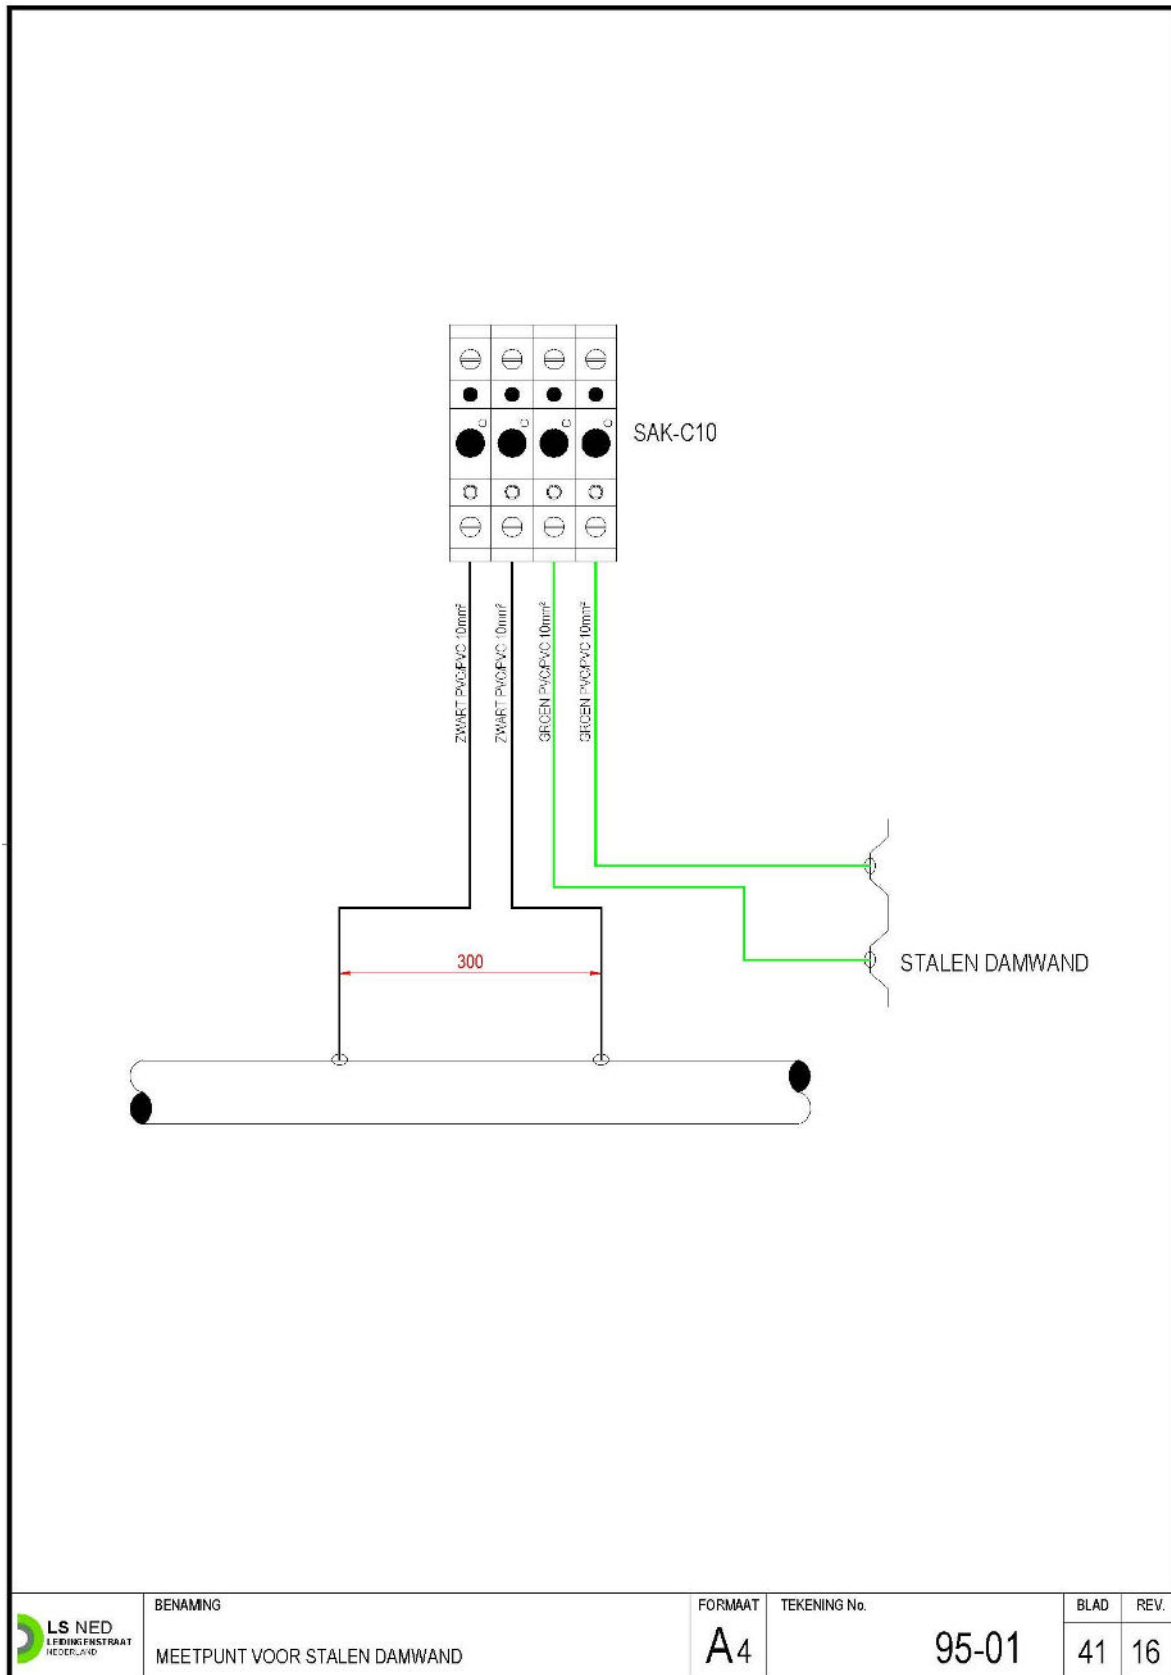 SAK-C10
ZWART PVC/PVC 10mm²
ZWART PVC/PVC 10mm²
GROEN PVC/PVC 10mm²
GROEN PVC/PVC 10mm²
300
STALEN DAMWAND
LS NED
LEIDINGENSTRAAT
NEDERLAND
BENAMING
MEETPUNT VOOR STALEN DAMWAND
FORMAAT
A4
TEKENING No.
95-01
BLAD
41
REV.
16